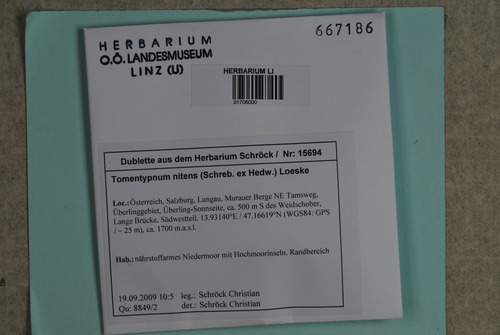 HERBARIUM
O.Ö. LANDESMUSEUM
LINZ (LI)
667186
HERBARIUM LI
01706000
Dublette aus dem Herbarium Schröck / Nr: 15694
Tomentypnum nitens (Schreb. ex Hedw.) Loeske
Loc.: Österreich, Salzburg, Lungau, Murauer Berge NE Tamsweg,
Überlinggebiet, Überling-Sonnseite, ca. 500 m S des Weidschober,
Lange Brücke, Südwestteil, 13.93140°E / 47.16619°N (WGS84: GPS
/ ~ 25 m), ca. 1700 m.a.s.l.
Hab.: nährstoffarmes Niedermoor mit Hochmoorinseln, Randbereich
19.09.2009 10:5 leg.: Schröck Christian
Qu: 8849/2 det.: Schröck Christian